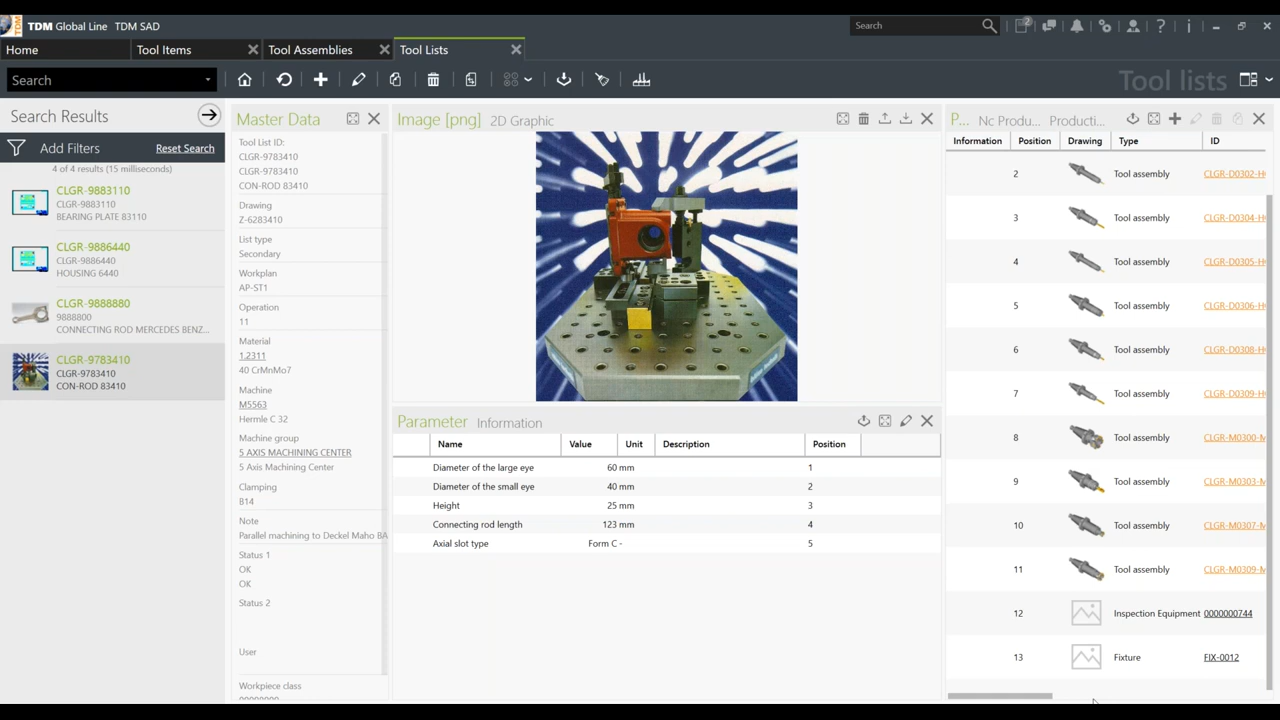 TDM Global Line TDM SAD
Search
2
Home
Tool Items
Tool Assemblies
Tool Lists
Search
Tool lists
Search Results
Add Filters
Reset Search
4 of 4 results (15 milliseconds)
CLGR-9883110
CLGR-9883110
BEARING PLATE 83110
CLGR-9886440
CLGR-9886440
HOUSING 6440
CLGR-9888880
9888800
CONNECTING ROD MERCEDES BENZ...
CLGR-9783410
CLGR-9783410
CON-ROD 83410
Master Data
Tool List ID:
CLGR-9783410
CLGR-9783410
CON-ROD 83410
Drawing
Z-6283410
List type
Secondary
Workplan
AP-ST1
Operation
11
Material
1.2311
40 CrMnMo7
Machine
M5563
Hermle C 32
Machine group
5 AXIS MACHINING CENTER
5 Axis Machining Center
Clamping
B14
Note
Parallel machining to Deckel Maho BA
Status 1
OK
OK
Status 2
User
Workpiece class
Image [png] 2D Graphic
Parameter Information
Name Value Unit Description Position
Diameter of the large eye 60 mm 1
Diameter of the small eye 40 mm 2
Height 25 mm 3
Connecting rod length 123 mm 4
Axial slot type Form C - 5
P... Nc Produ... Producti...
Information Position Drawing Type ID
2 Tool assembly CLGR-D0302-H
3 Tool assembly CLGR-D0304-H
4 Tool assembly CLGR-D0305-H
5 Tool assembly CLGR-D0306-H
6 Tool assembly CLGR-D0308-H
7 Tool assembly CLGR-D0309-H
8 Tool assembly CLGR-M0300-M
9 Tool assembly CLGR-M0303-M
10 Tool assembly CLGR-M0307-M
11 Tool assembly CLGR-M0309-M
12 Inspection Equipment 0000000744
13 Fixture FIX-0012